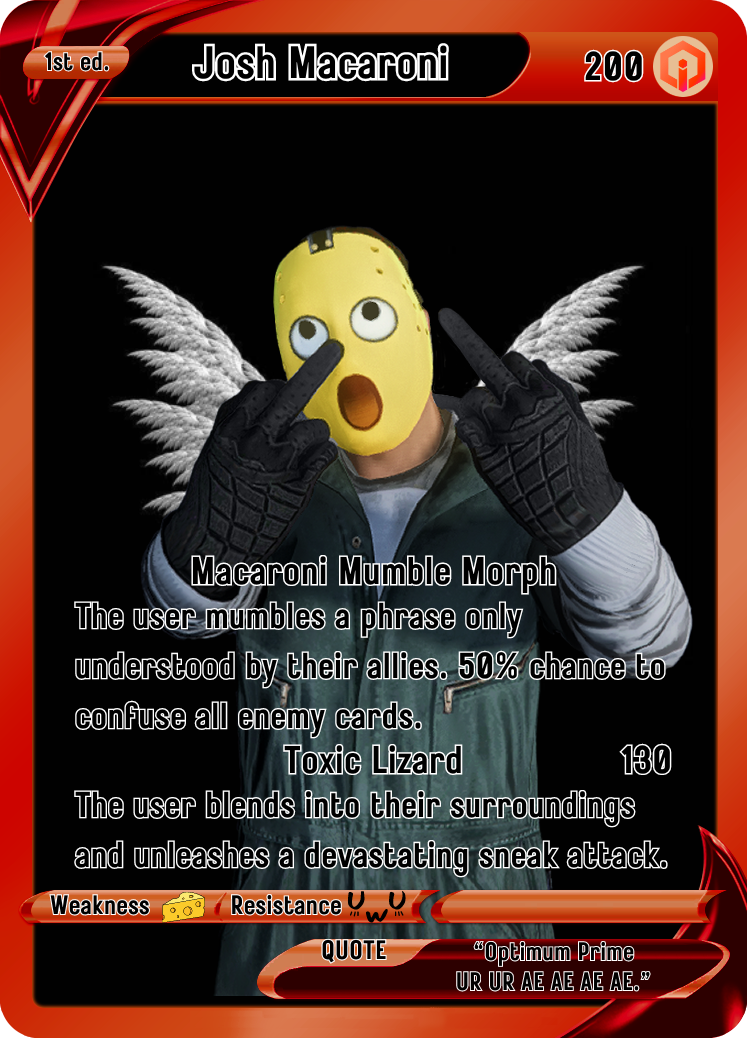 1st ed.
Josh Macaroni
200
Macaroni Mumble Morph
The user mumbles a phrase only
understood by their allies. 50% chance to
confuse all enemy cards.
Toxic Lizard 130
The user blends into their surroundings
and unleashes a devastating sneak attack.
Weakness Resistance UwU
QUOTE “Optimum Prime
UR UR AE AE AE AE.”